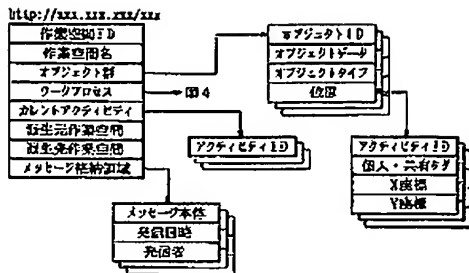 http://xxx.xxx.xxx/xxx
作業空間ID
作業空間名
オブジェクト群
ワークプロセス
図4
カレントアクティビティ
派生元作業空間
派生先作業空間
メッセージ格納領域
オブジェクトID
オブジェクトデータ
オブジェクトタイプ
位置
アクティビティID
アクティビティID
個人・共有タグ
X座標
Y座標
メッセージ本体
発信日時
発信者